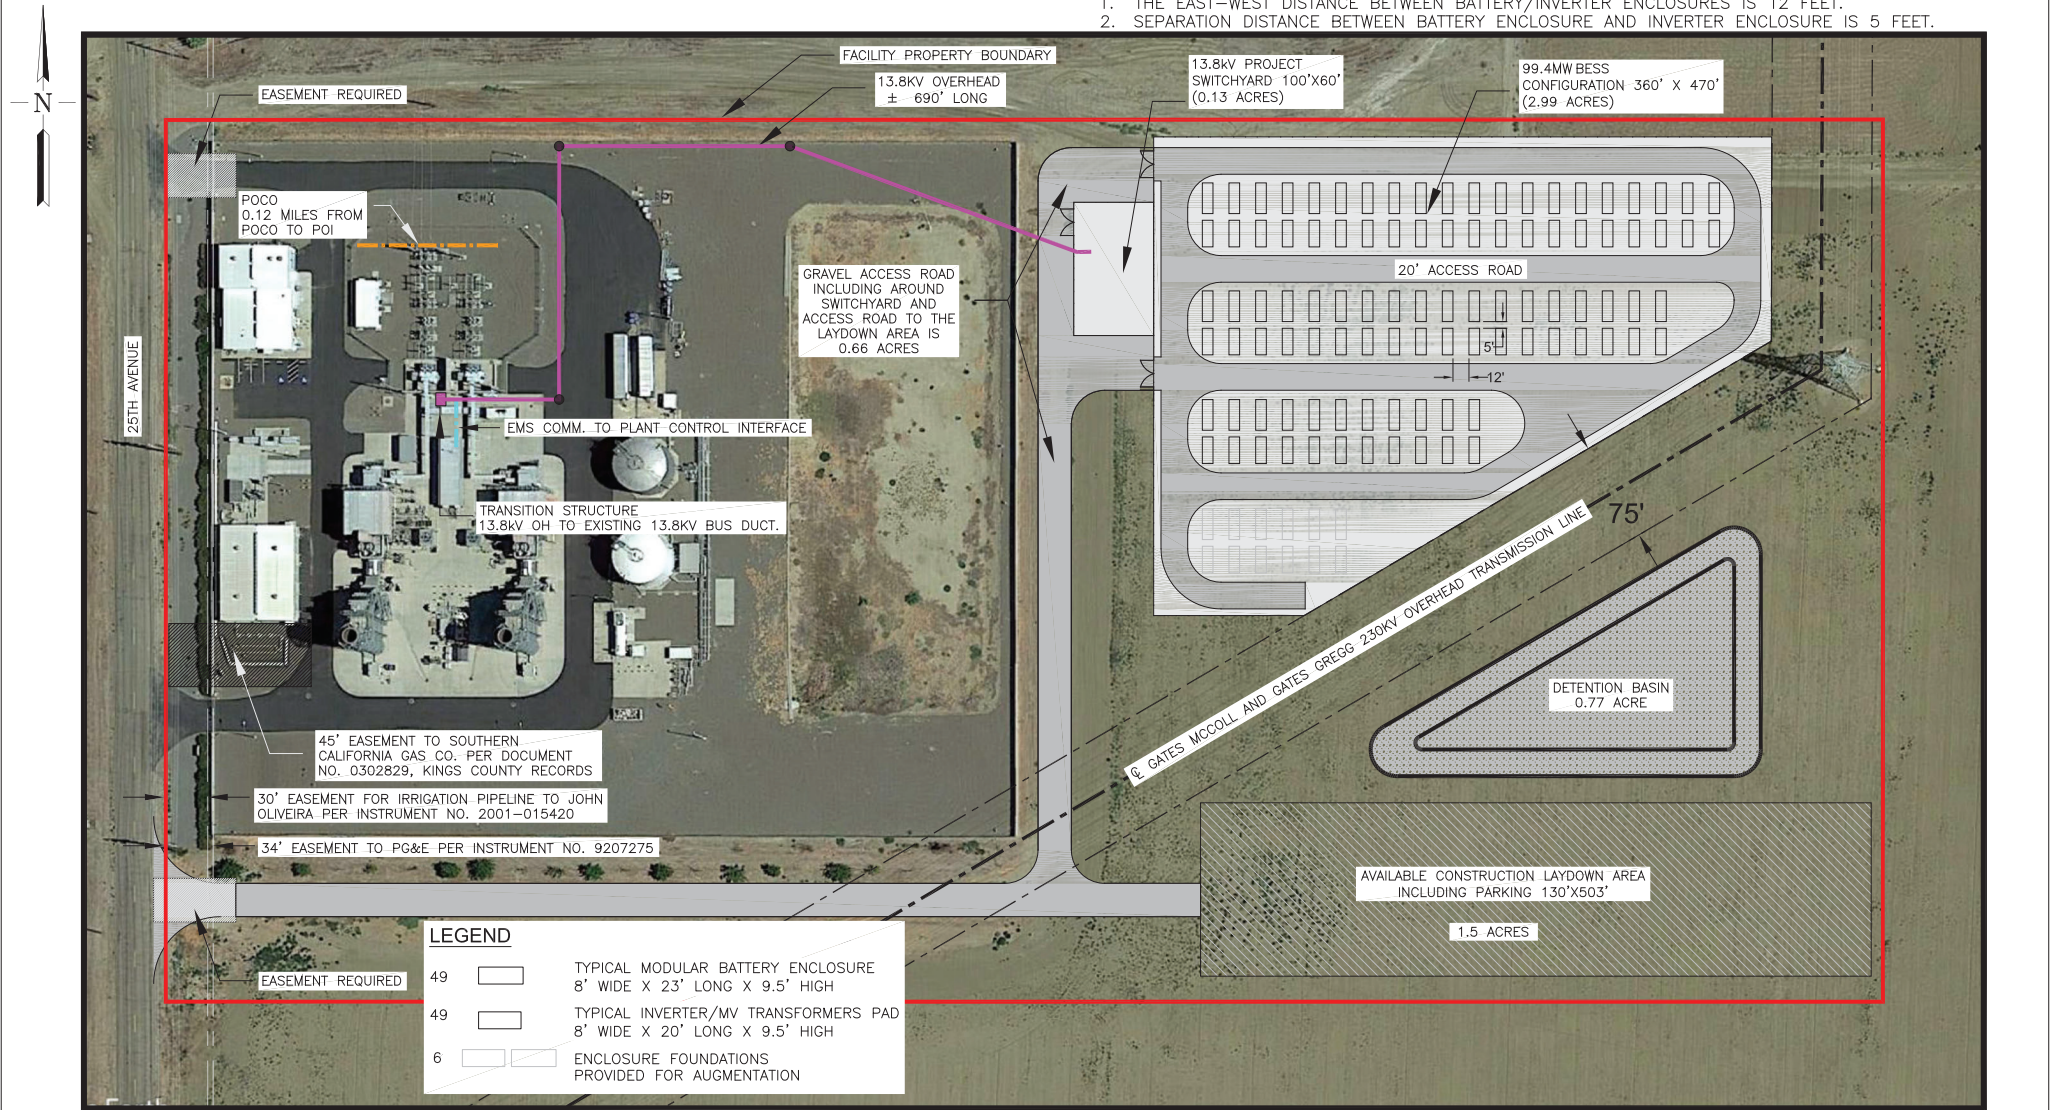 1. THE EAST-WEST DISTANCE BETWEEN BATTERY/INVERTER ENCLOSURES IS 12 FEET.
2. SEPARATION DISTANCE BETWEEN BATTERY ENCLOSURE AND INVERTER ENCLOSURE IS 5 FEET.
N
FACILITY PROPERTY BOUNDARY
13.8KV OVERHEAD
± 690' LONG
13.8kV PROJECT
SWITCHYARD 100'X60'
(0.13 ACRES)
99.4MW BESS
CONFIGURATION 360' X 470'
(2.99 ACRES)
EASEMENT REQUIRED
POCO
0.12 MILES FROM
POCO TO POI
GRAVEL ACCESS ROAD
INCLUDING AROUND
SWITCHYARD AND
ACCESS ROAD TO THE
LAYDOWN AREA IS
0.66 ACRES
20' ACCESS ROAD
5'
12'
25TH AVENUE
EMS COMM. TO PLANT CONTROL INTERFACE
TRANSITION STRUCTURE
13.8kV OH TO EXISTING 13.8KV BUS DUCT.
75'
℄ GATES MCCOLL AND GATES GREGG 230KV OVERHEAD TRANSMISSION LINE
DETENTION BASIN
0.77 ACRE
45' EASEMENT TO SOUTHERN
CALIFORNIA GAS CO. PER DOCUMENT
NO. 0302829, KINGS COUNTY RECORDS
30' EASEMENT FOR IRRIGATION PIPELINE TO JOHN
OLIVEIRA PER INSTRUMENT NO. 2001-015420
34' EASEMENT TO PG&E PER INSTRUMENT NO. 9207275
AVAILABLE CONSTRUCTION LAYDOWN AREA
INCLUDING PARKING 130'X503'
1.5 ACRES
EASEMENT REQUIRED
LEGEND
49 TYPICAL MODULAR BATTERY ENCLOSURE
8' WIDE X 23' LONG X 9.5' HIGH
49 TYPICAL INVERTER/MV TRANSFORMERS PAD
8' WIDE X 20' LONG X 9.5' HIGH
6 ENCLOSURE FOUNDATIONS
PROVIDED FOR AUGMENTATION